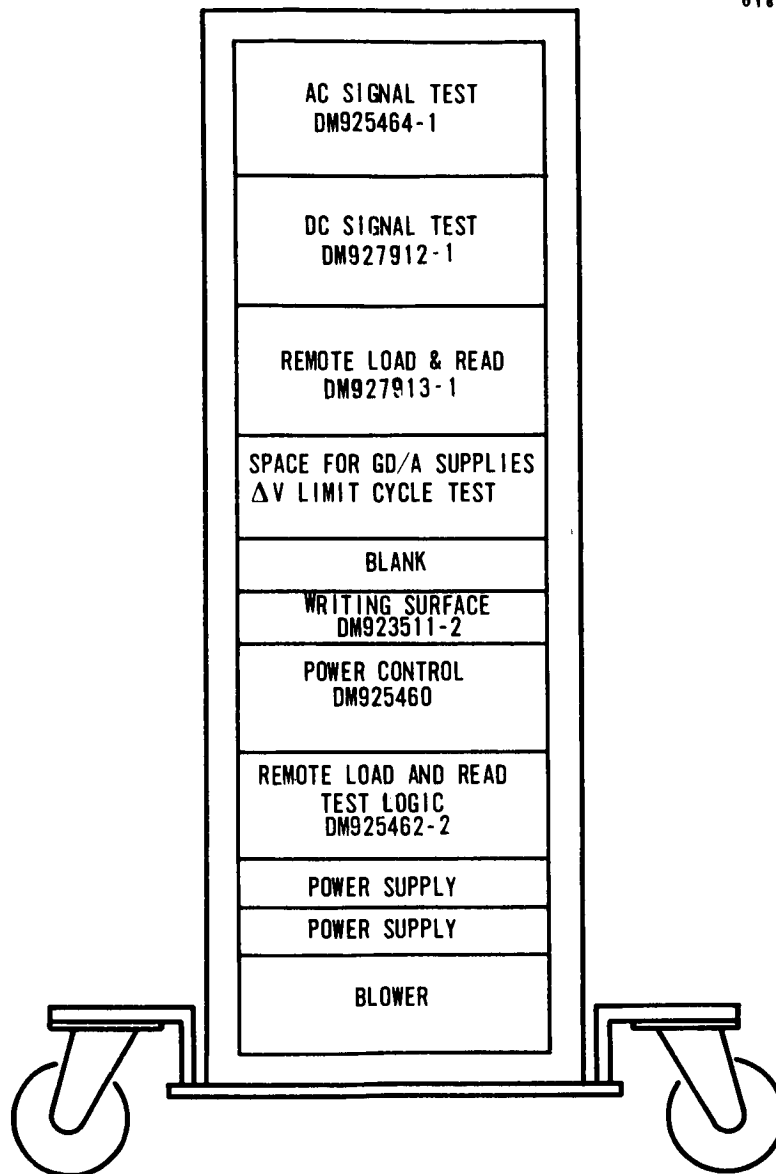 AC SIGNAL TEST
DM925464-1
DC SIGNAL TEST
DM927912-1
REMOTE LOAD & READ
DM927913-1
SPACE FOR GD/A SUPPLIES
ΔV LIMIT CYCLE TEST
BLANK
WRITING SURFACE
DM923511-2
POWER CONTROL
DM925460
REMOTE LOAD AND READ
TEST LOGIC
DM925462-2
POWER SUPPLY
POWER SUPPLY
BLOWER